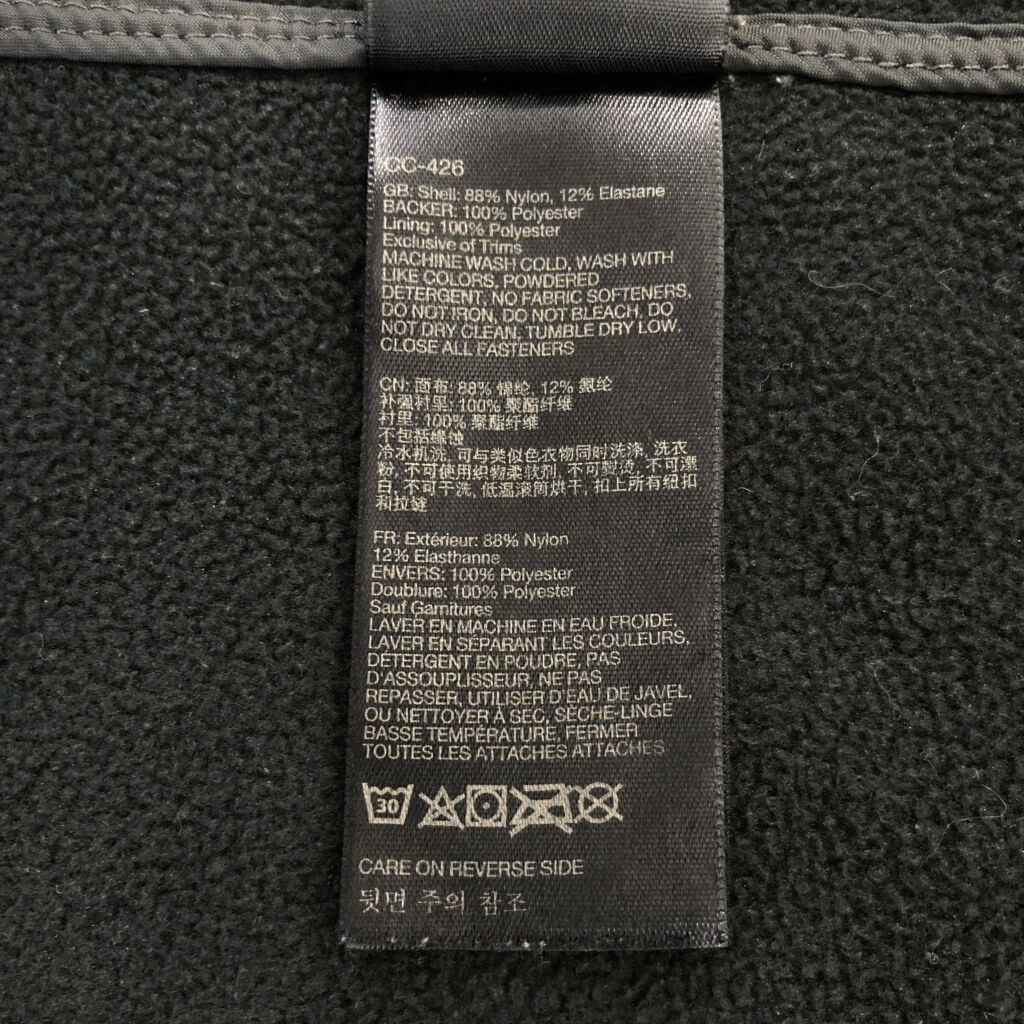 CC-426
GB: Shell: 88% Nylon, 12% Elastane
BACKER: 100% Polyester
Lining: 100% Polyester
Exclusive of Trims
MACHINE WASH COLD, WASH WITH
LIKE COLORS, POWDERED
DETERGENT, NO FABRIC SOFTENERS,
DO NOT IRON, DO NOT BLEACH, DO
NOT DRY CLEAN, TUMBLE DRY LOW,
CLOSE ALL FASTENERS
CN: 面布: 88% 锦纶, 12% 氨纶
补强衬里: 100% 聚酯纤维
衬里: 100% 聚酯纤维
不包括缘蚀
冷水机洗, 可与类似色衣物同时洗涤, 洗衣
粉, 不可使用织物柔软剂, 不可熨烫, 不可漂
白, 不可干洗, 低温滚筒烘干, 扣上所有纽扣
和拉链
FR: Extérieur: 88% Nylon
12% Elasthanne
ENVERS: 100% Polyester
Doublure: 100% Polyester
Sauf Garnitures
LAVER EN MACHINE EN EAU FROIDE,
LAVER EN SÉPARANT LES COULEURS,
DÉTERGENT EN POUDRE, PAS
D'ASSOUPLISSEUR, NE PAS
REPASSER, UTILISER D'EAU DE JAVEL,
OU NETTOYER À SEC, SÈCHE-LINGE
BASSE TEMPÉRATURE, FERMER
TOUTES LES ATTACHES ATTACHES
30
CARE ON REVERSE SIDE
뒷면 주의 참조